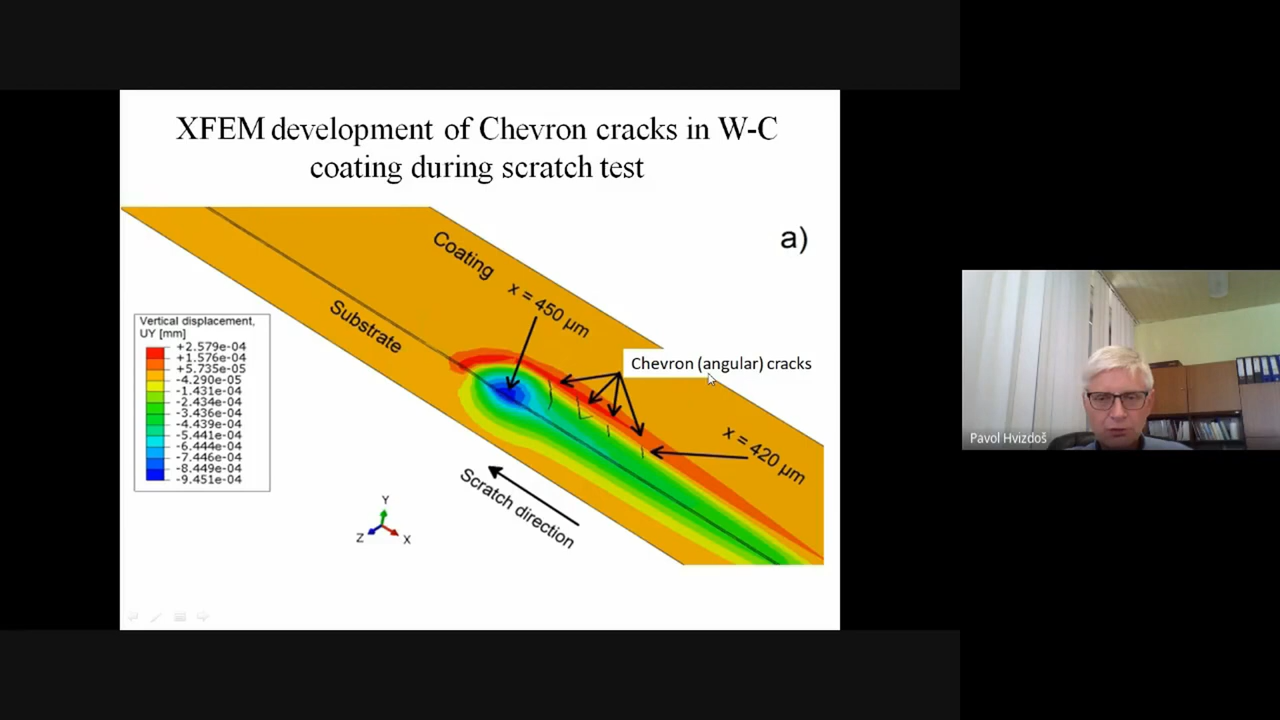 XFEM development of Chevron cracks in W-C
coating during scratch test
a)
Coating
x = 450 µm
Substrate
Vertical displacement,
UY [mm]
+2.579e-04
+1.576e-04
+5.735e-05
-4.290e-05
-1.431e-04
-2.434e-04
-3.436e-04
-4.439e-04
-5.441e-04
-6.444e-04
-7.446e-04
-8.449e-04
-9.451e-04
Chevron (angular) cracks
x = 420 µm
Scratch direction
Y
Z
X
Pavol Hvizdoš